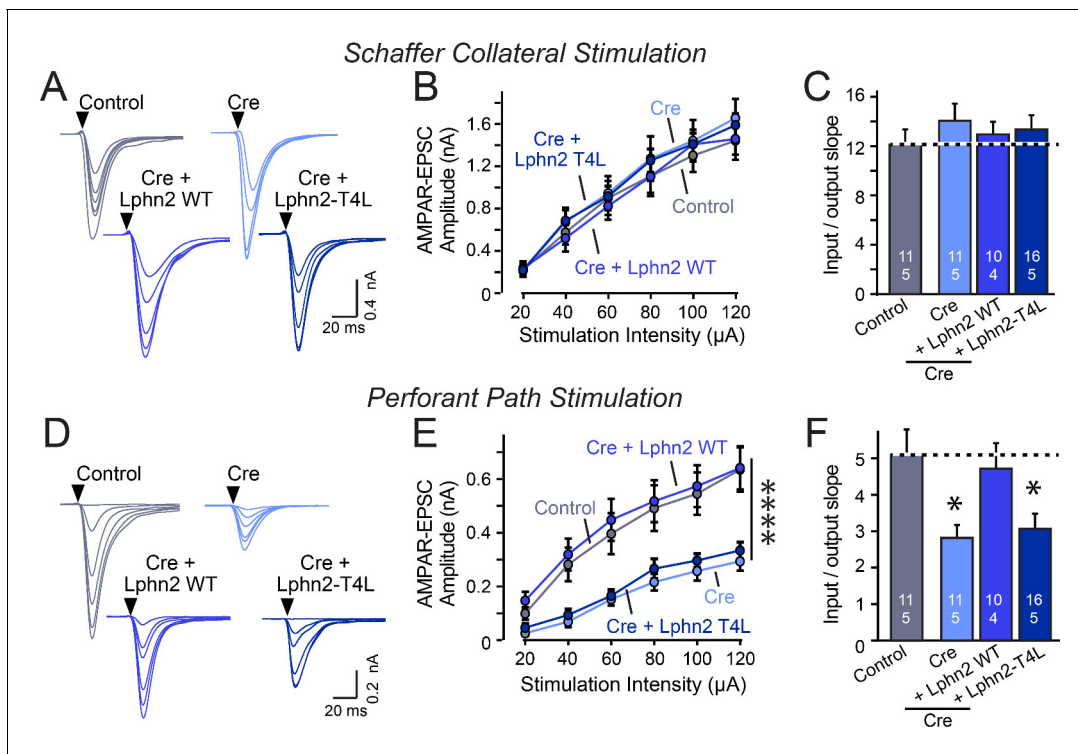 Schaffer Collateral Stimulation
A
Control
Cre
Cre +
Lphn2 WT
Cre +
Lphn2-T4L
20 ms
0.4 nA
B
AMPAR-EPSC
Amplitude (nA)
1.6
1.2
0.8
0.4
0
Cre
Cre +
Lphn2 T4L
Control
Cre + Lphn2 WT
20 40 60 80 100 120
Stimulation Intensity (μA)
C
Input / output slope
16
12
8
4
0
11 11 10 16
5 5 4 5
Control
Cre
+ Lphn2 WT
+ Lphn2-T4L
Cre
Perforant Path Stimulation
D
Control
Cre
Cre +
Lphn2 WT
Cre +
Lphn2-T4L
20 ms
0.2 nA
E
AMPAR-EPSC
Amplitude (nA)
0.6
0.4
0.2
0
Cre + Lphn2 WT
Control
****
Cre
Cre + Lphn2 T4L
20 40 60 80 100 120
Stimulation Intensity (μA)
F
Input / output slope
5
4
3
2
1
0
* *
11 11 10 16
5 5 4 5
Control
Cre
+ Lphn2 WT
+ Lphn2-T4L
Cre